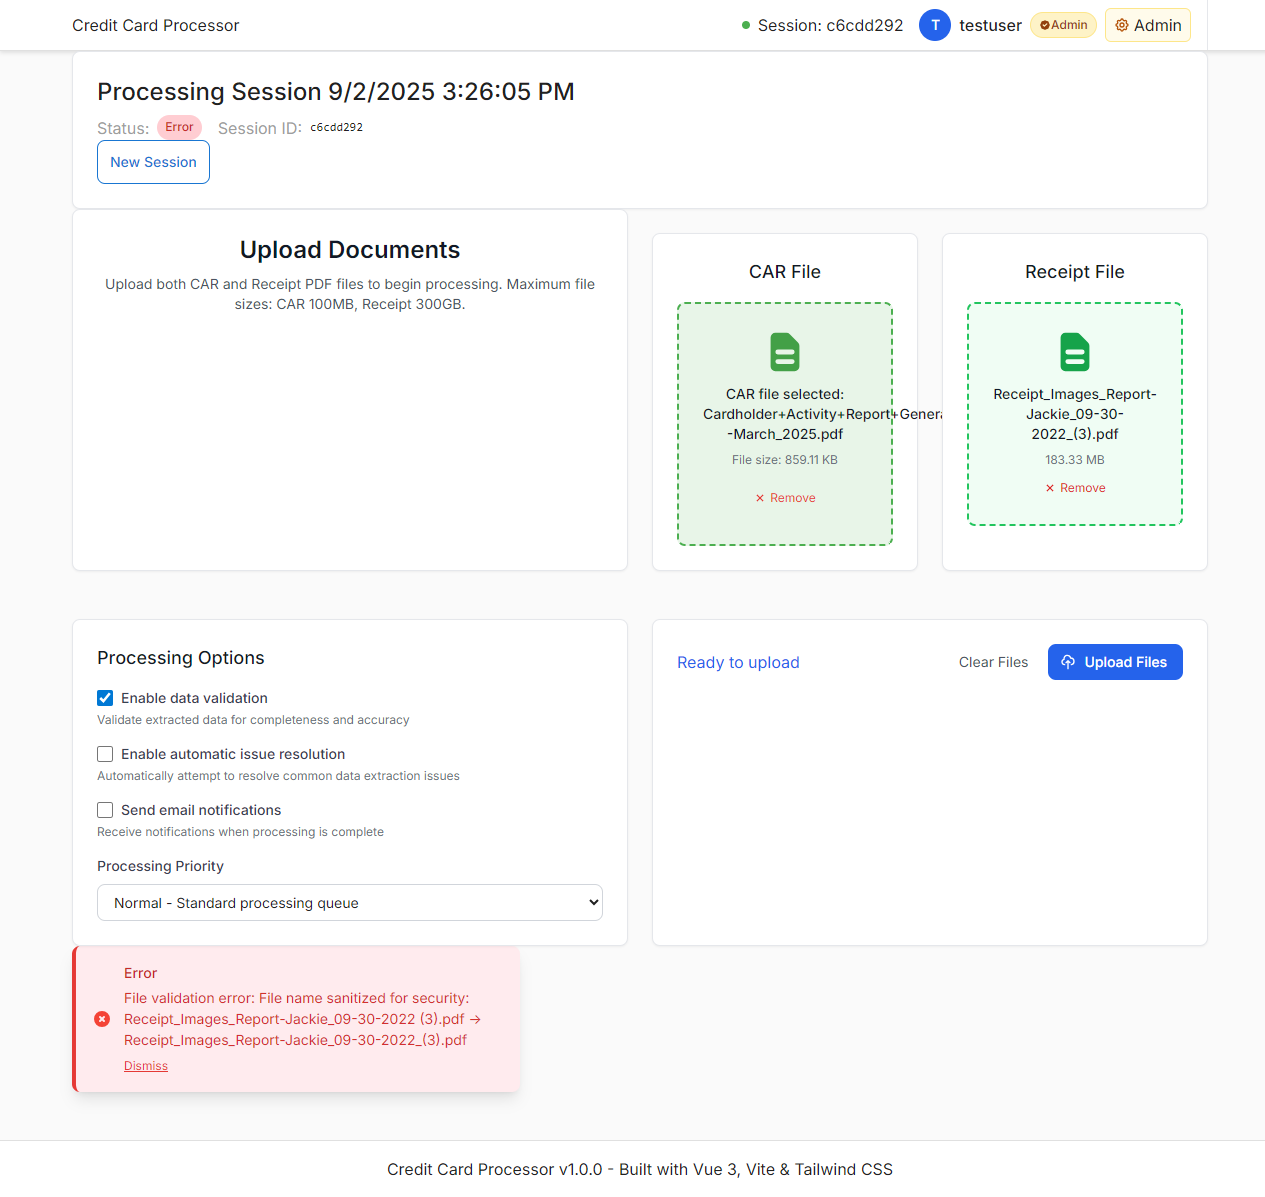 Credit Card Processor
Session: c6cdd292
T
testuser
Admin
Admin
Processing Session 9/2/2025 3:26:05 PM
Status: Error Session ID: c6cdd292
New Session
Upload Documents
Upload both CAR and Receipt PDF files to begin processing. Maximum file
sizes: CAR 100MB, Receipt 300GB.
CAR File
CAR file selected:
Cardholder+Activity+Report+Genera
-March_2025.pdf
File size: 859.11 KB
Remove
Receipt File
Receipt_Images_Report-
Jackie_09-30-
2022_(3).pdf
183.33 MB
Remove
Processing Options
Enable data validation
Validate extracted data for completeness and accuracy
Enable automatic issue resolution
Automatically attempt to resolve common data extraction issues
Send email notifications
Receive notifications when processing is complete
Processing Priority
Normal - Standard processing queue
Ready to upload
Clear Files
Upload Files
Error
File validation error: File name sanitized for security:
Receipt_Images_Report-Jackie_09-30-2022 (3).pdf →
Receipt_Images_Report-Jackie_09-30-2022_(3).pdf
Dismiss
Credit Card Processor v1.0.0 - Built with Vue 3, Vite & Tailwind CSS